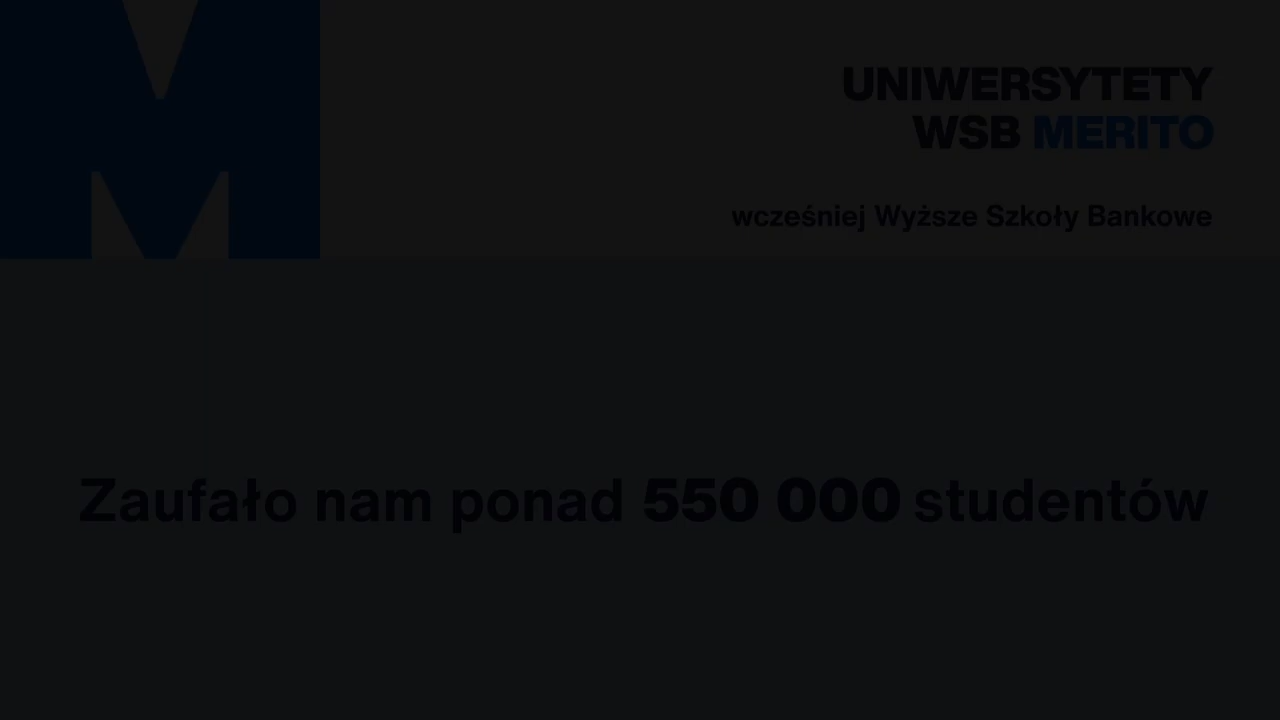 UNIWERSYTETY
WSB MERITO
wcześniej Wyższe Szkoły Bankowe
Zaufało nam ponad 550 000 studentów